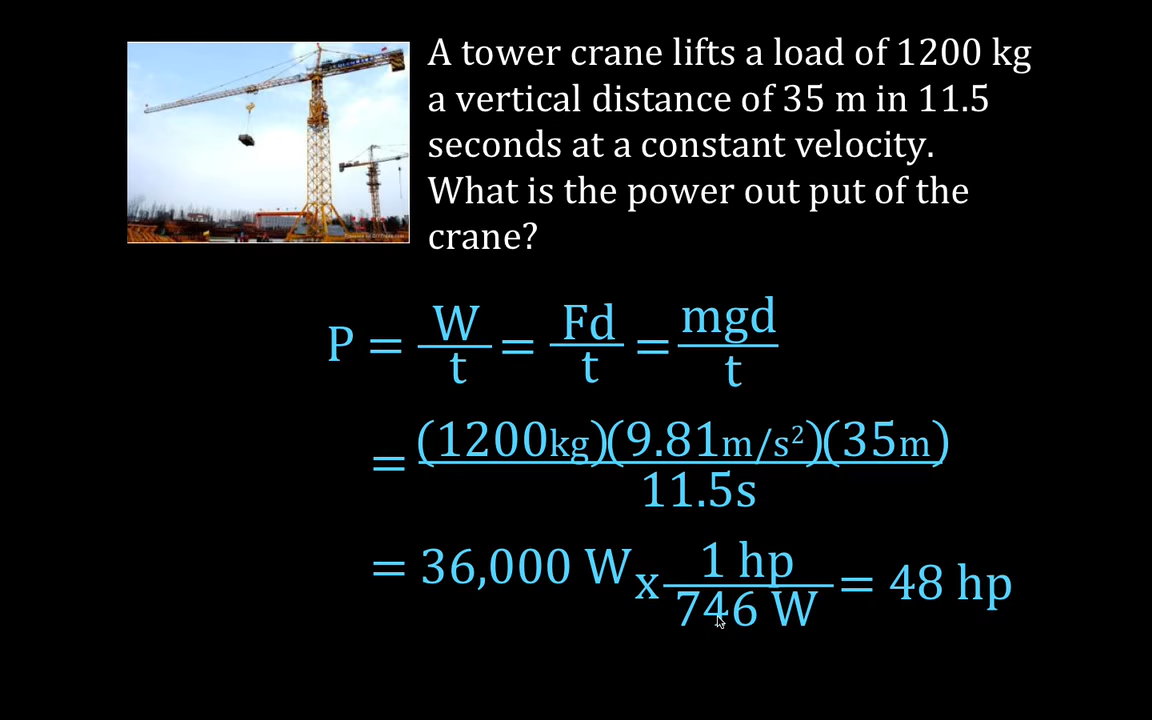 A tower crane lifts a load of 1200 kg
a vertical distance of 35 m in 11.5
seconds at a constant velocity.
What is the power out put of the
crane?
P = W/t = Fd/t = mgd/t
= (1200kg)(9.81m/s²)(35m)/11.5s
= 36,000 W x 1 hp/746 W = 48 hp